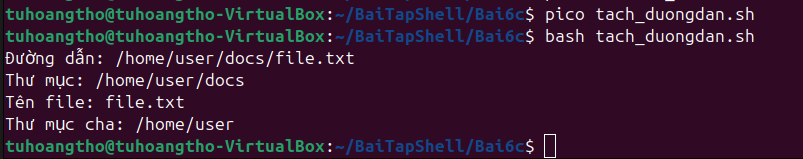 tuhoangtho@tuhoangtho-VirtualBox:~/BaiTapShell/Bai6c$ pico tach_duongdan.sh
tuhoangtho@tuhoangtho-VirtualBox:~/BaiTapShell/Bai6c$ bash tach_duongdan.sh
Đường dẫn: /home/user/docs/file.txt
Thư mục: /home/user/docs
Tên file: file.txt
Thư mục cha: /home/user
tuhoangtho@tuhoangtho-VirtualBox:~/BaiTapShell/Bai6c$